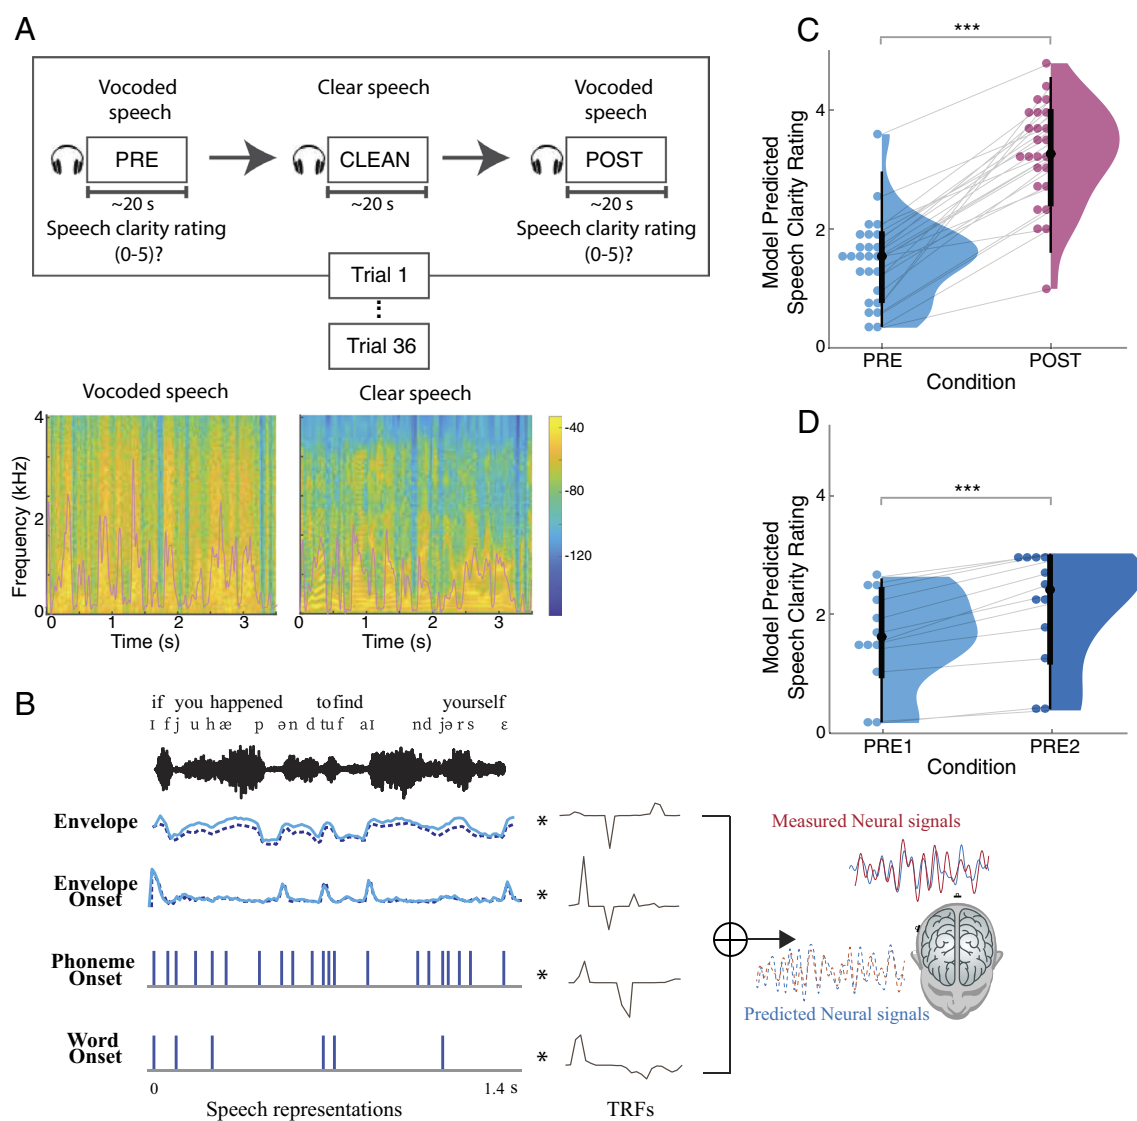 A
Vocoded speech
Clear speech
Vocoded speech
PRE
CLEAN
POST
~20 s
~20 s
~20 s
Speech clarity rating (0-5)?
Speech clarity rating (0-5)?
Trial 1
Trial 36
Vocoded speech
Clear speech
Frequency (kHz)
4
2
0
0 1 2 3
Time (s)
0 1 2 3
Time (s)
-40
-80
-120
B
if you happened to find yourself
ɪ f j u h æ p ə n d t u f aɪ n d j ə r s ɛ
Envelope
*
Envelope Onset
*
Phoneme Onset
*
Word Onset
*
0 1.4 s
Speech representations
TRFs
Measured Neural signals
Predicted Neural signals
C
***
Model Predicted
Speech Clarity Rating
4
2
0
PRE POST
Condition
D
***
Model Predicted
Speech Clarity Rating
4
2
0
PRE1 PRE2
Condition